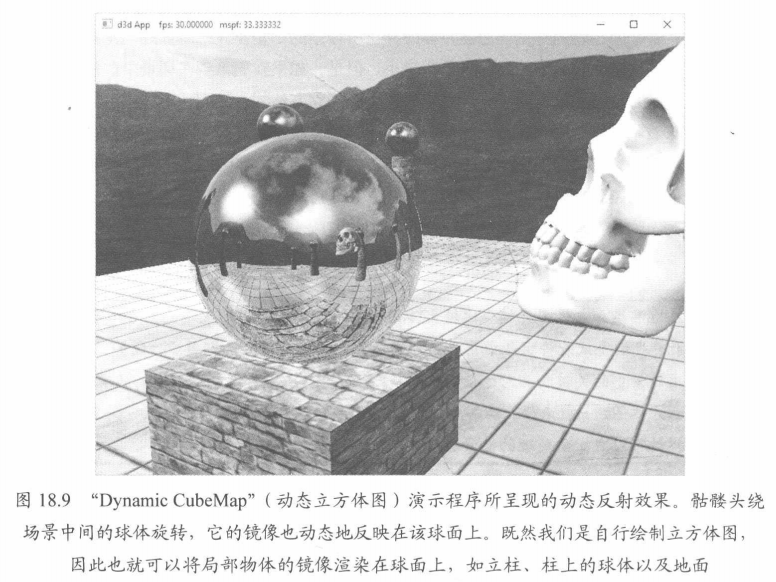 d3d App fps: 30.000000 mspf: 33.333332
图 18.9 “Dynamic CubeMap”（动态立方体图）演示程序所呈现的动态反射效果。骷髅头绕
场景中间的球体旋转，它的镜像也动态地反映在该球面上。既然我们是自行绘制立方体图，
因此也就可以将局部物体的镜像渲染在球面上，如立柱、柱上的球体以及地面